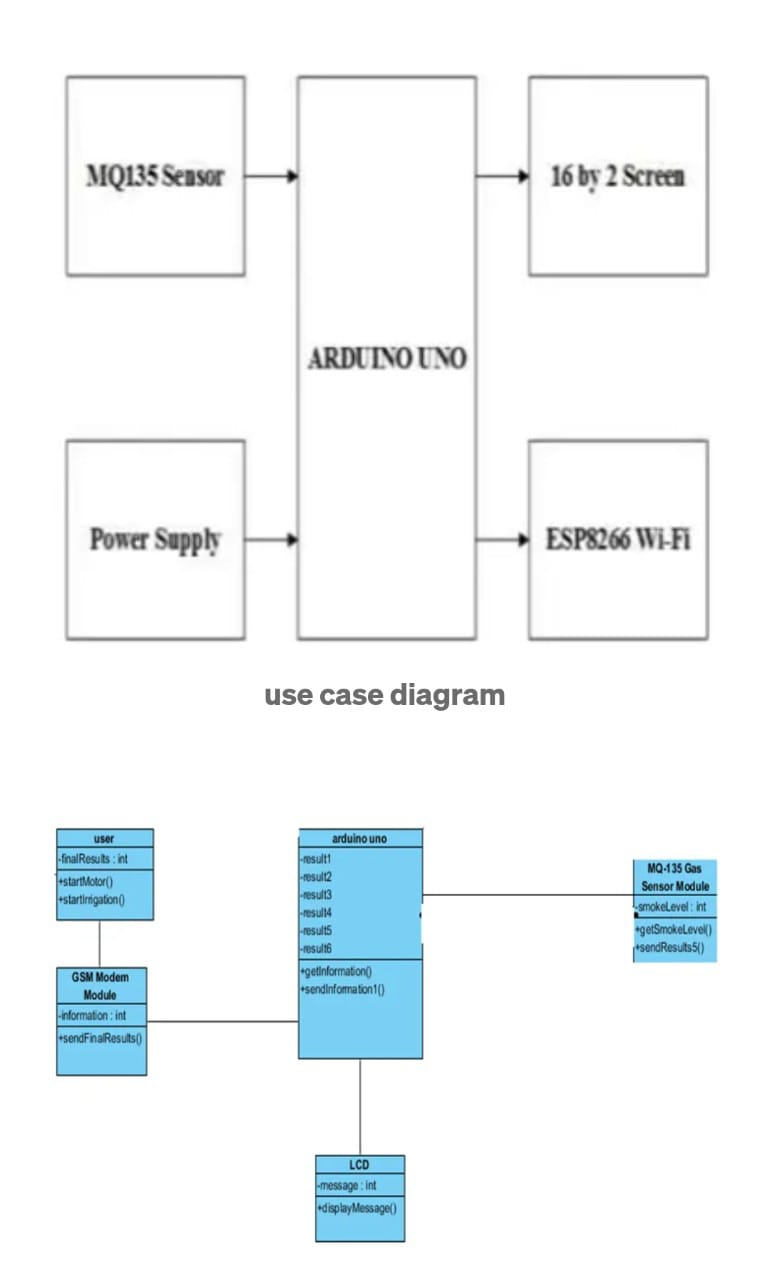 MQ135 Sensor
16 by 2 Screen
ARDUINO UNO
Power Supply
ESP8266 Wi-Fi
use case diagram
user
-finalResults : int
+startMotor()
+startIrrigation()
GSM Modem
Module
-information : int
+sendFinalResults()
arduino uno
-result1
-result2
-result3
-result4
-result5
-result6
+getInformation()
+sendInformation1()
MQ-135 Gas
Sensor Module
-smokeLevel : int
+getSmokeLevel()
+sendResults5()
LCD
-message : int
+displayMessage()